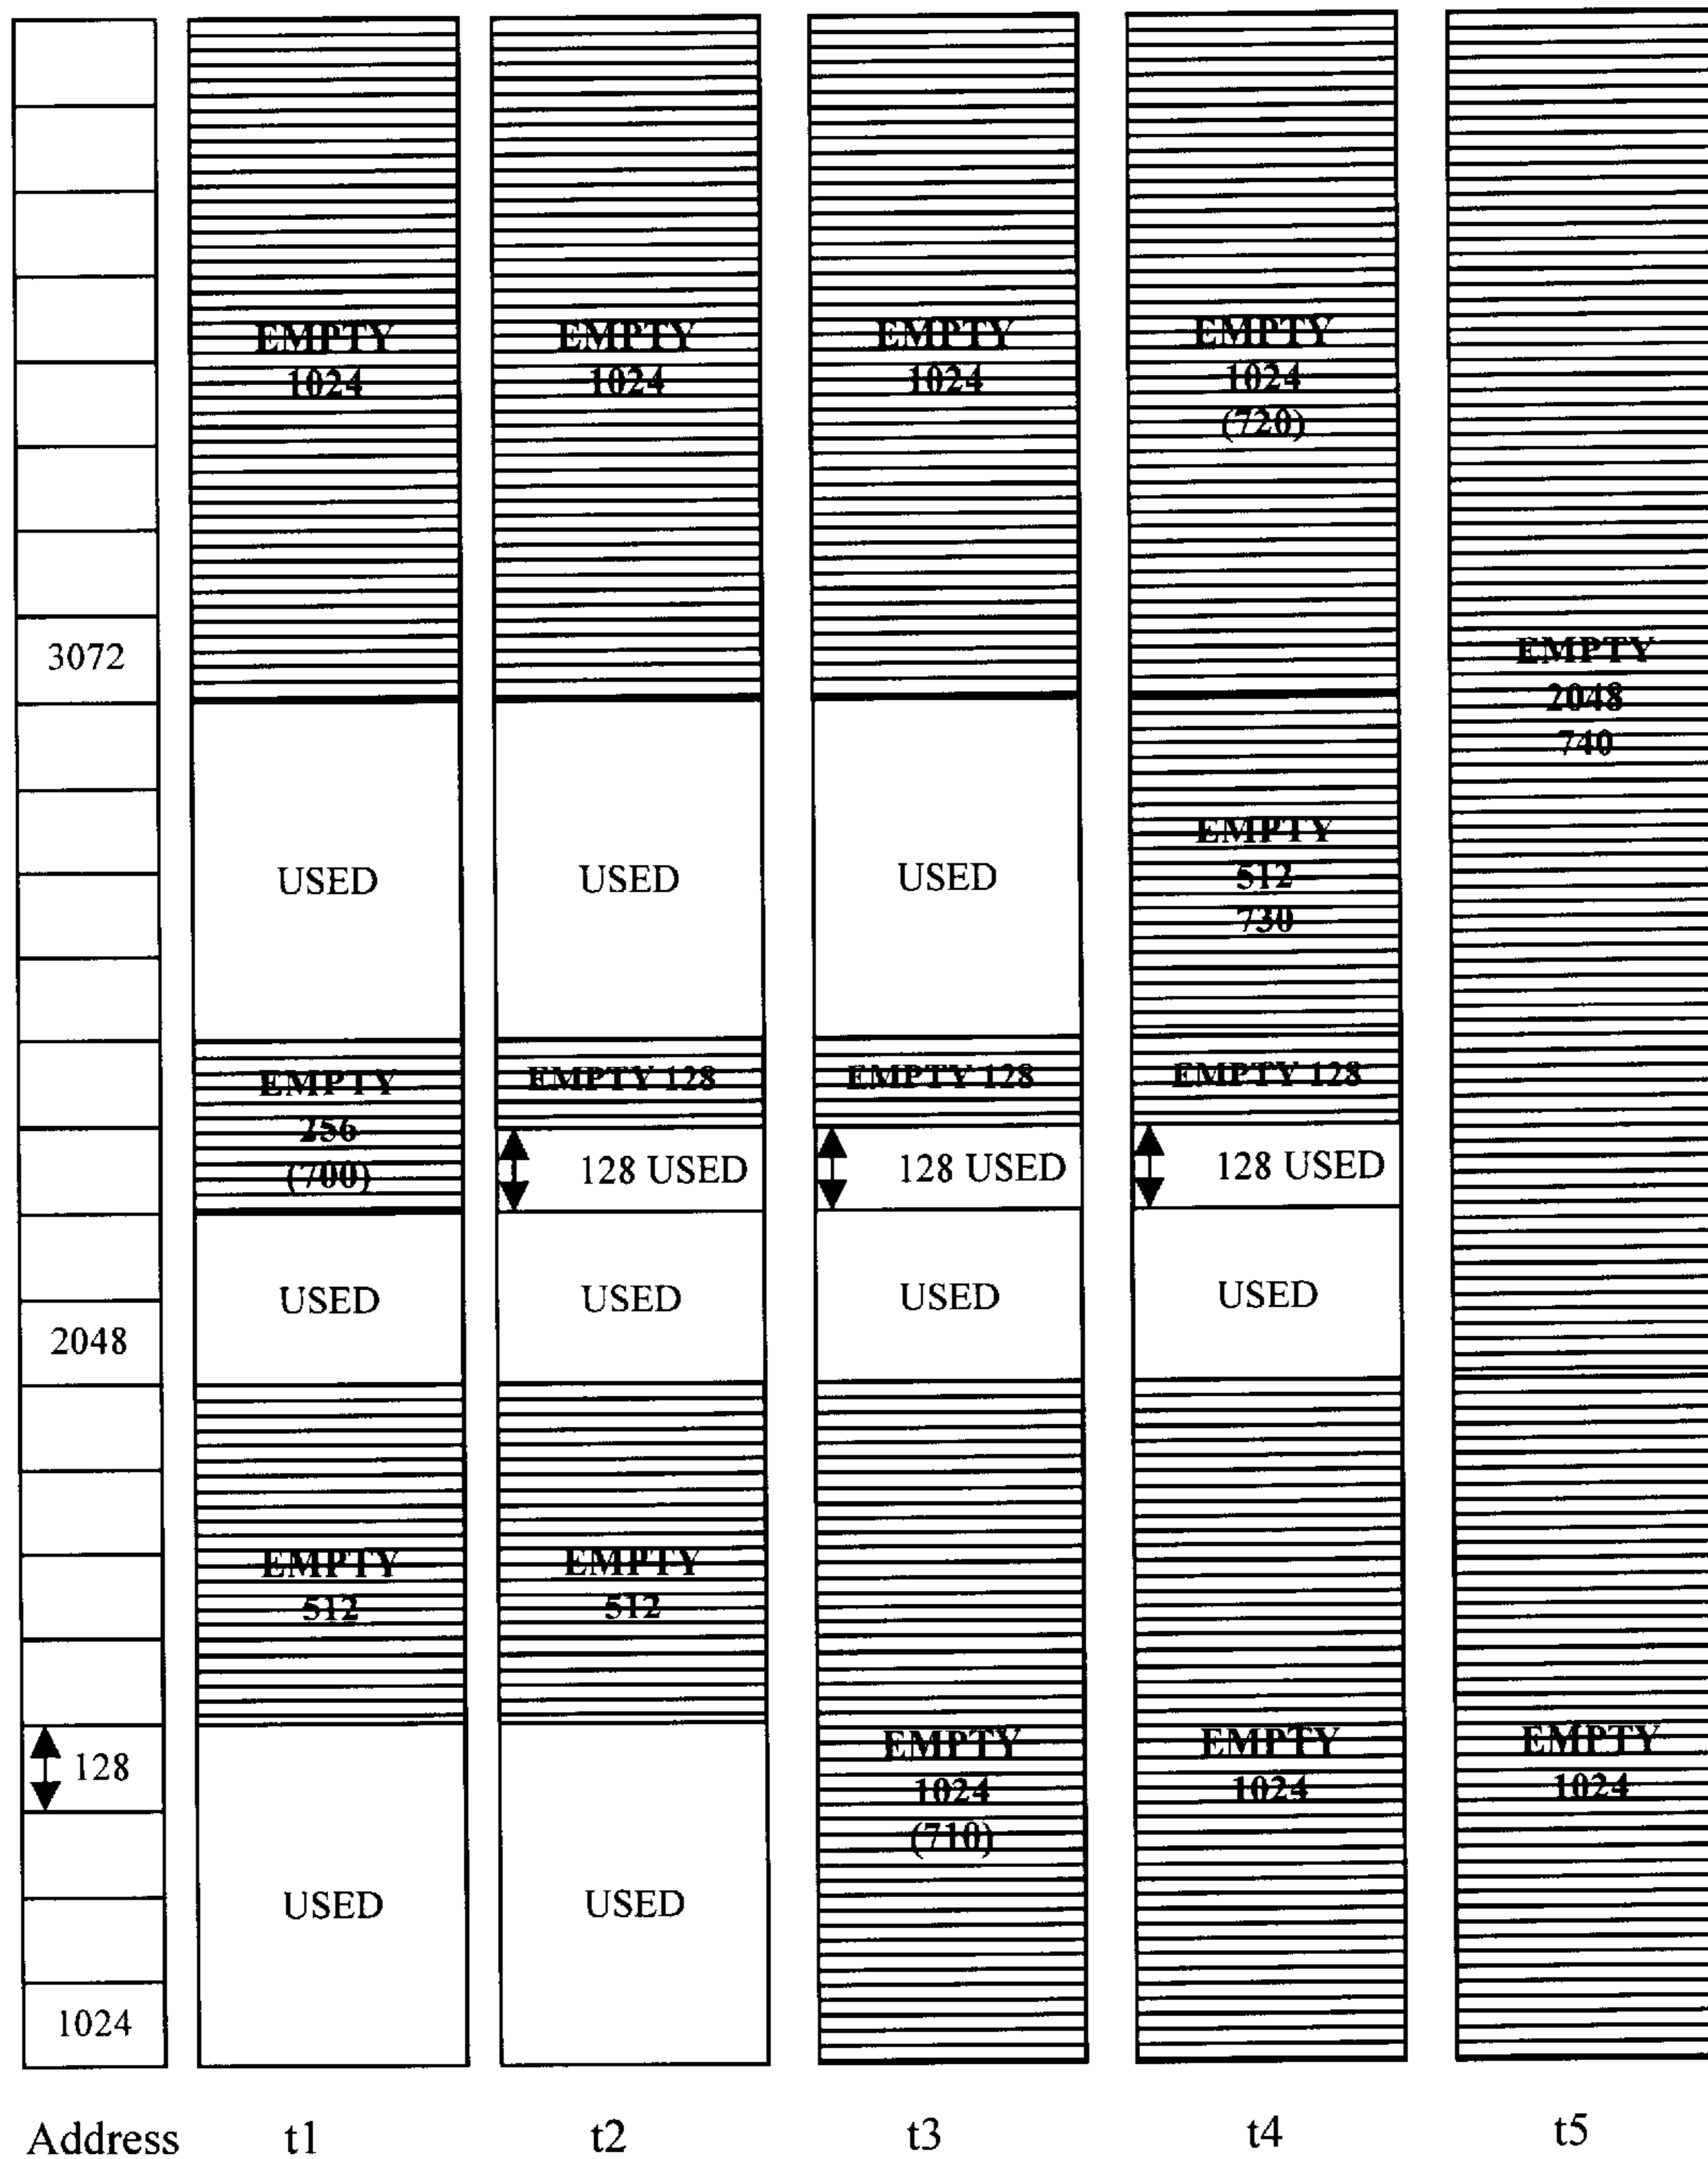 3072
2048
128
1024
Address
EMPTY
1024
USED
EMPTY
256
(700)
USED
EMPTY
512
USED
t1
EMPTY
1024
USED
EMPTY 128
128 USED
USED
EMPTY
512
USED
t2
EMPTY
1024
USED
EMPTY 128
128 USED
USED
EMPTY
1024
(710)
t3
EMPTY
1024
(720)
EMPTY
512
730
EMPTY 128
128 USED
USED
EMPTY
1024
t4
EMPTY
2048
740
EMPTY
1024
t5